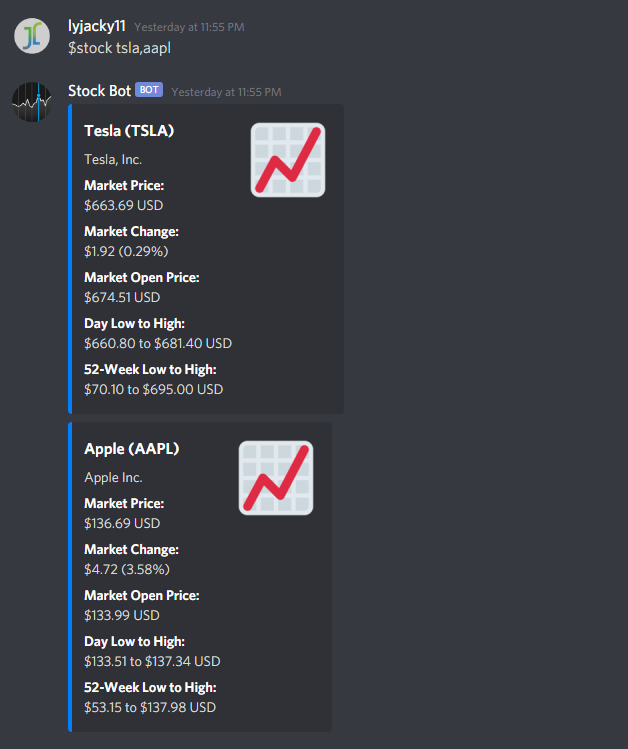 lyjacky11 Yesterday at 11:55 PM
$stock tsla,aapl
Stock Bot BOT Yesterday at 11:55 PM
Tesla (TSLA)
Tesla, Inc.
Market Price:
$663.69 USD
Market Change:
$1.92 (0.29%)
Market Open Price:
$674.51 USD
Day Low to High:
$660.80 to $681.40 USD
52-Week Low to High:
$70.10 to $695.00 USD
Apple (AAPL)
Apple Inc.
Market Price:
$136.69 USD
Market Change:
$4.72 (3.58%)
Market Open Price:
$133.99 USD
Day Low to High:
$133.51 to $137.34 USD
52-Week Low to High:
$53.15 to $137.98 USD